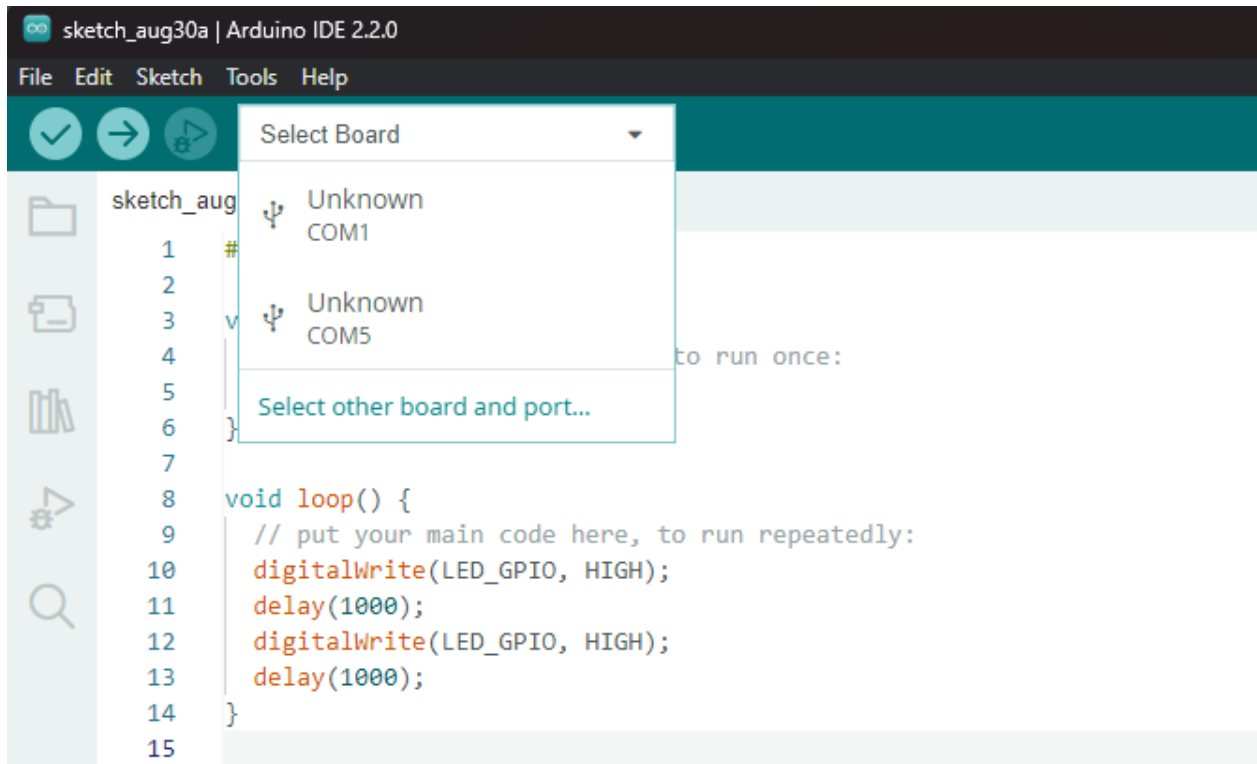 sketch_aug30a | Arduino IDE 2.2.0
File Edit Sketch Tools Help
Select Board
Unknown
COM1
Unknown
COM5
Select other board and port...
sketch_aug
1 #
2
3 v
4 to run once:
5
6 }
7
8 void loop() {
9 // put your main code here, to run repeatedly:
10 digitalWrite(LED_GPIO, HIGH);
11 delay(1000);
12 digitalWrite(LED_GPIO, HIGH);
13 delay(1000);
14 }
15